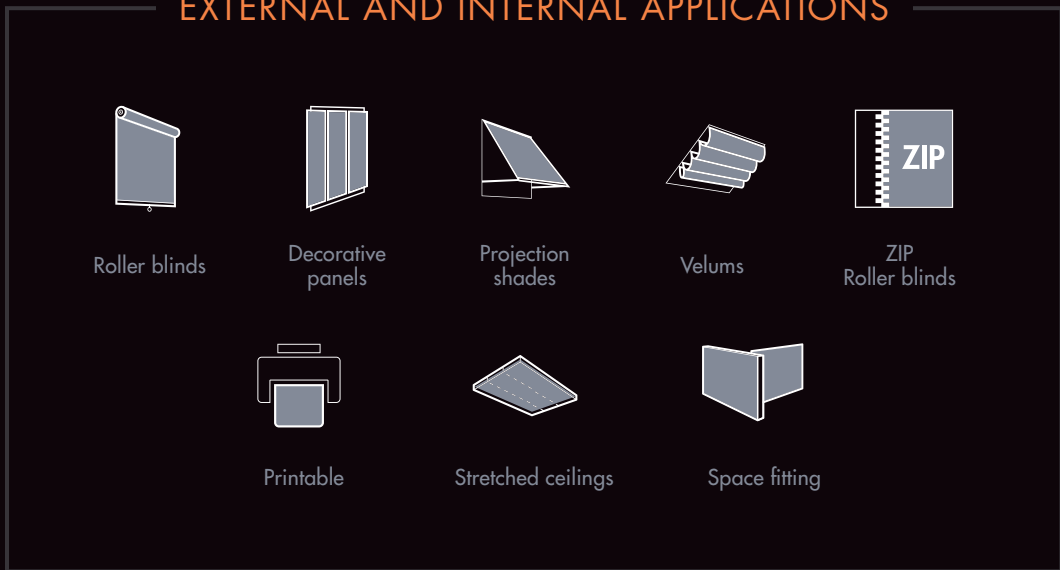 EXTERNAL AND INTERNAL APPLICATIONS
ZIP
Roller blinds
Decorative
panels
Projection
shades
Velums
ZIP
Roller blinds
Printable
Stretched ceilings
Space fitting